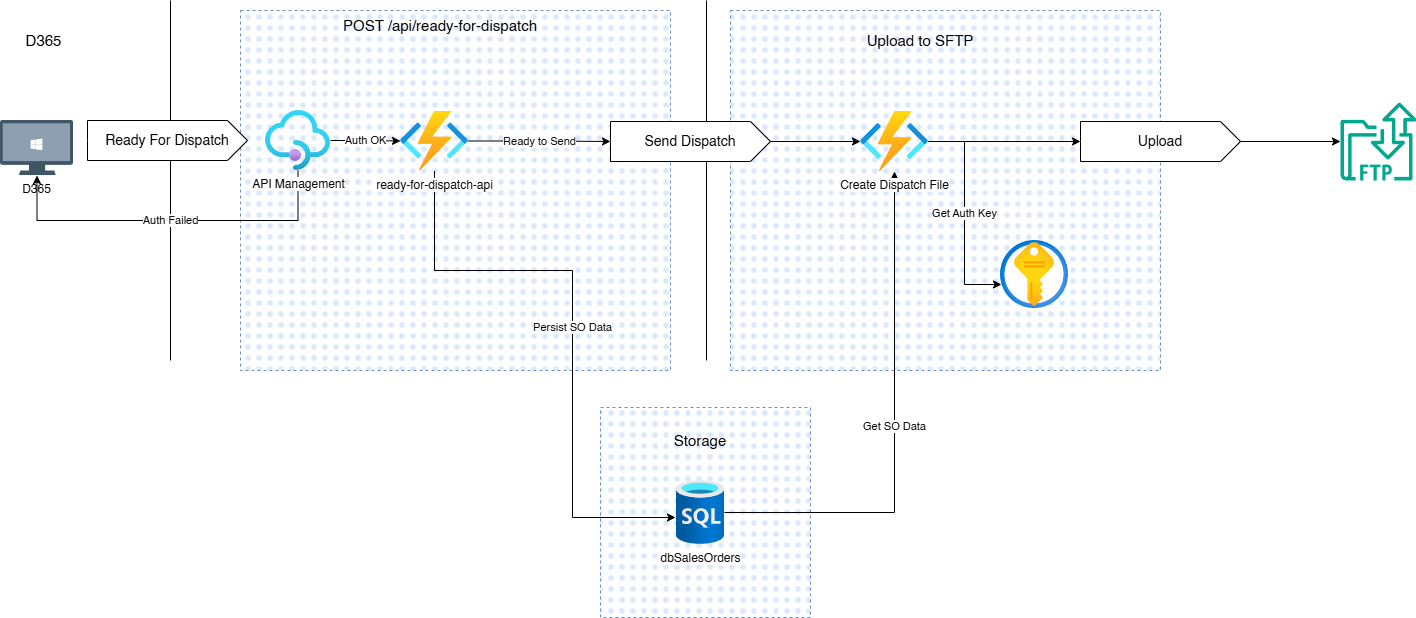 D365
POST /api/ready-for-dispatch
Upload to SFTP
Ready For Dispatch
Auth OK
Ready to Send
Send Dispatch
Upload
FTP
D365
API Management
ready-for-dispatch-api
Create Dispatch File
Auth Failed
Get Auth Key
Persist SO Data
Get SO Data
Storage
SQL
dbSalesOrders